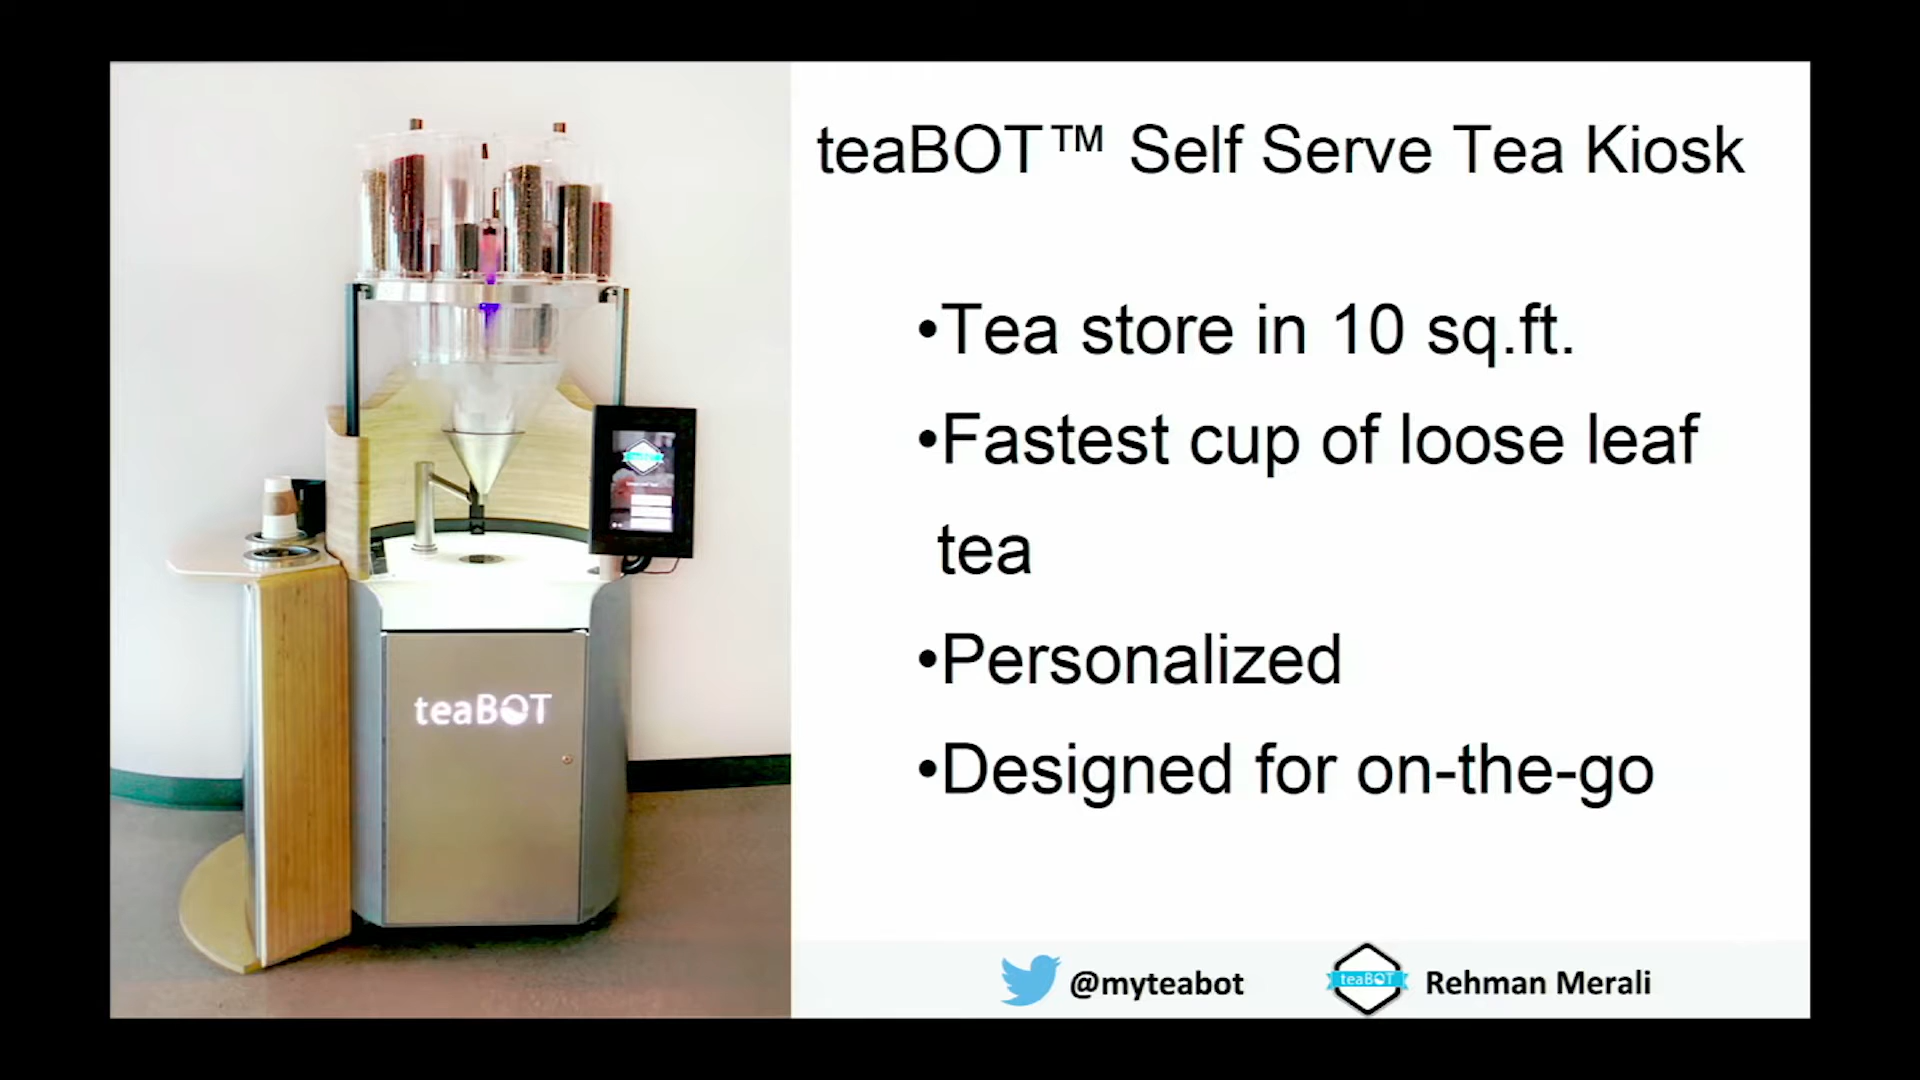 teaBOT™ Self Serve Tea Kiosk
•Tea store in 10 sq.ft.
•Fastest cup of loose leaf
tea
•Personalized
•Designed for on-the-go
teaBOT
@myteabot
teaBOT
Rehman Merali